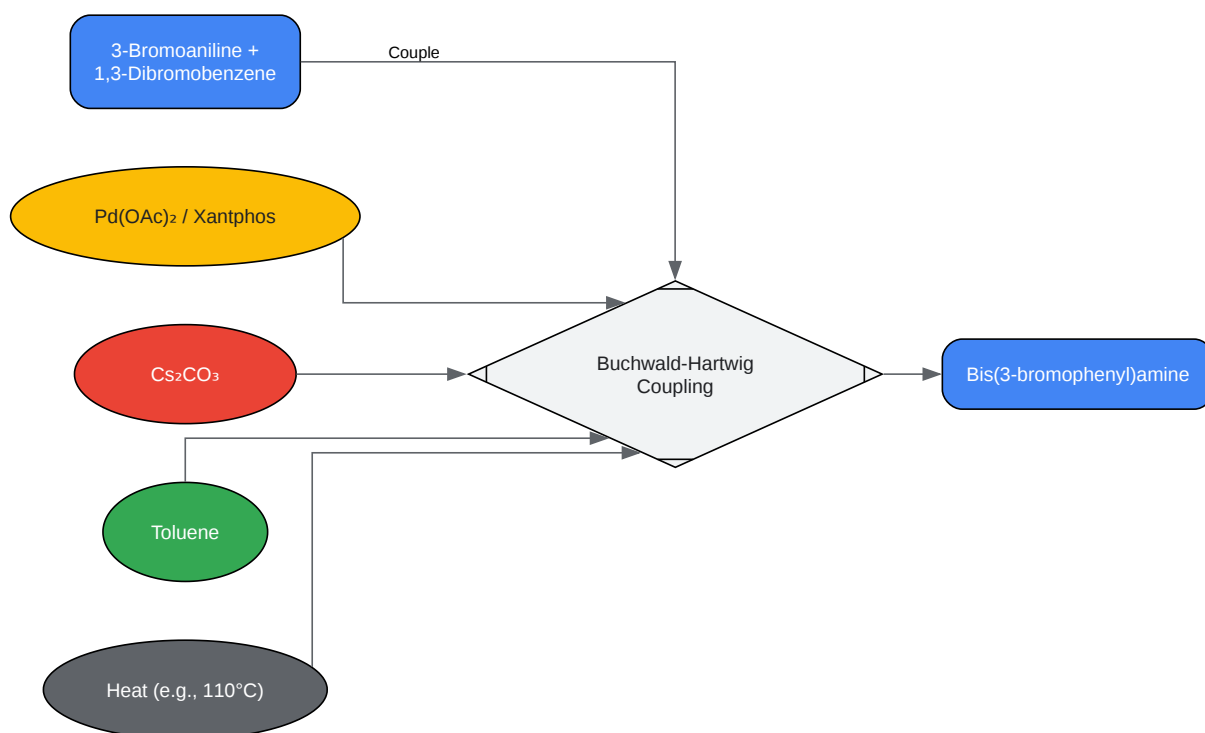 3-Bromoaniline +
1,3-Dibromobenzene
Couple
Pd(OAc)₂ / Xantphos
Cs₂CO₃
Buchwald-Hartwig
Coupling
Bis(3-bromophenyl)amine
Toluene
Heat (e.g., 110°C)